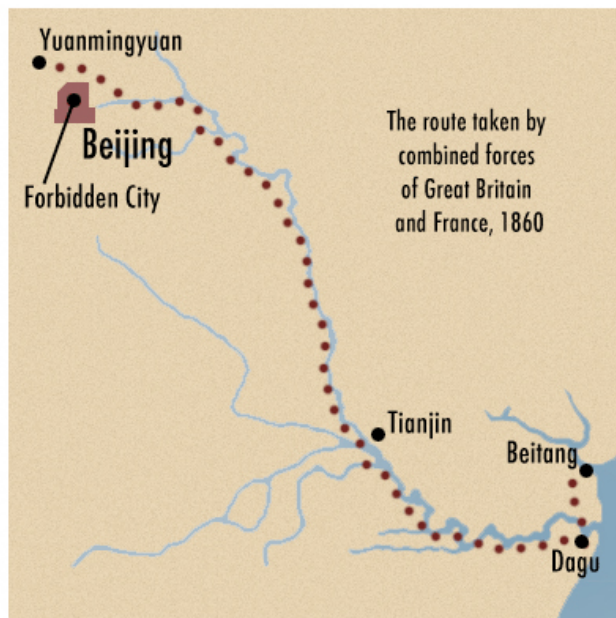 Yuanmingyuan
Beijing
Forbidden City
The route taken by
combined forces
of Great Britain
and France, 1860
Tianjin
Beitang
Dagu